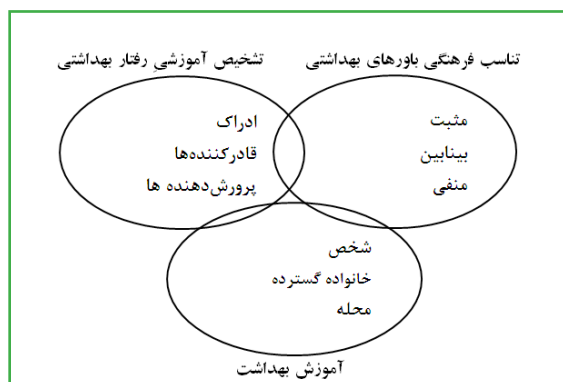 تناسب فرهنگی باورهای بهداشتی
مثبت
بینابین
منفی
تشخیص آموزشیِ رفتار بهداشتی
ادراک
قادرکننده‌ها
پرورش‌دهنده ها
شخص
خانواده گسترده
محله
آموزش بهداشت